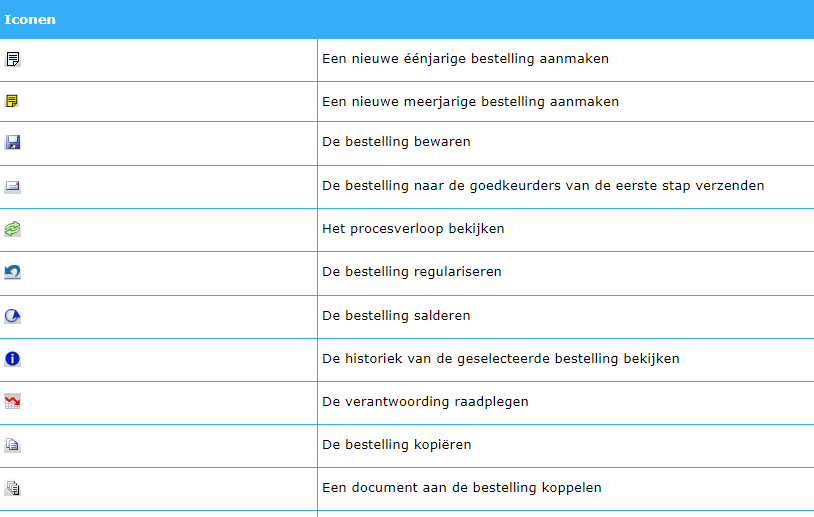 Iconen
Een nieuwe éénjarige bestelling aanmaken
Een nieuwe meerjarige bestelling aanmaken
De bestelling bewaren
De bestelling naar de goedkeurders van de eerste stap verzenden
Het procesverloop bekijken
De bestelling regulariseren
De bestelling salderen
De historiek van de geselecteerde bestelling bekijken
De verantwoording raadplegen
De bestelling kopiëren
Een document aan de bestelling koppelen